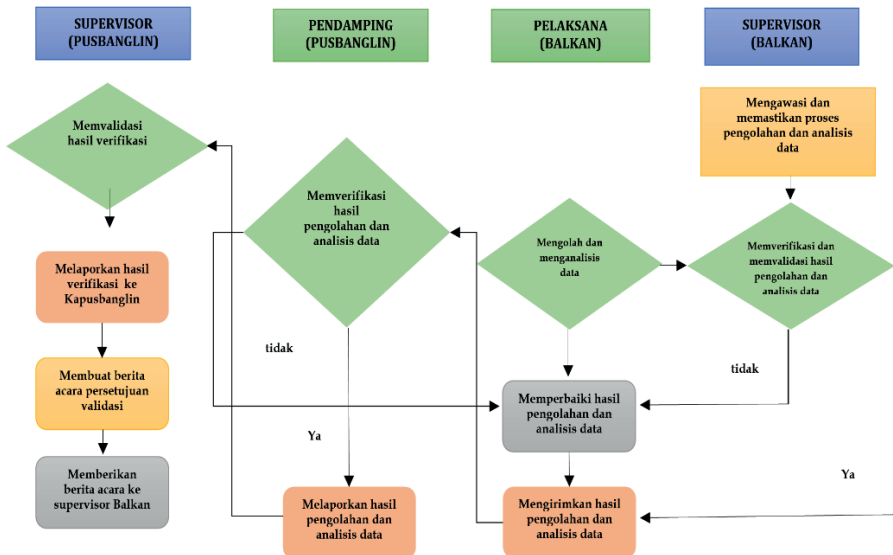 SUPERVISOR
(PUSBANGLIN)
PENDAMPING
(PUSBANGLIN)
PELAKSANA
(BALKAN)
SUPERVISOR
(BALKAN)
Memvalidasi
hasil verifikasi
Melaporkan hasil
verifikasi ke
Kapusbanglin
Membuat berita
acara persetujuan
validasi
Memberikan
berita acara ke
supervisor Balkan
Memverifikasi
hasil
pengolahan dan
analisis data
tidak
Ya
Melaporkan hasil
pengolahan dan
analisis data
Mengolah dan
menganalisis
data
Memperbaiki hasil
pengolahan dan
analisis data
Mengirimkan hasil
pengolahan dan
analisis data
Mengawasi dan
memastikan proses
pengolahan dan analisis
data
Memverifikasi dan
memvalidasi hasil
pengolahan dan
analisis data
tidak
Ya